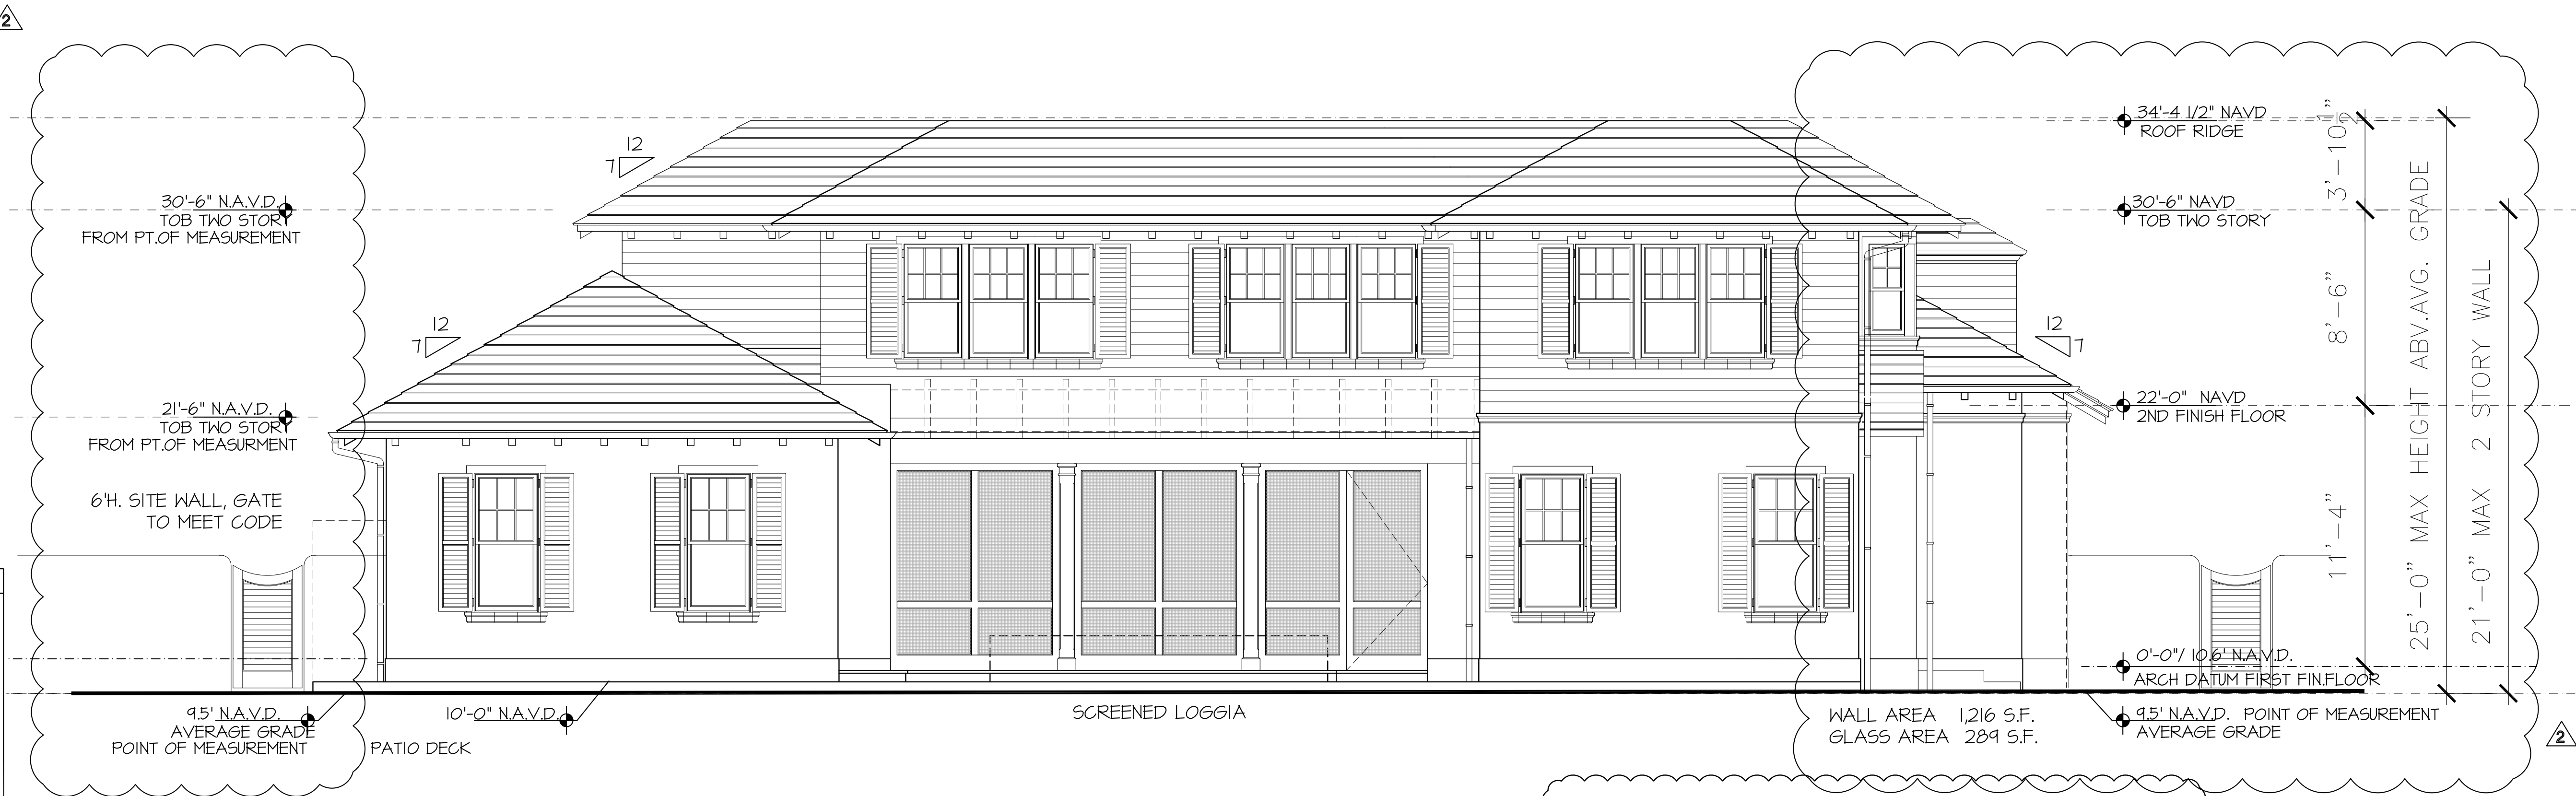 2
30'-6" N.A.V.D.
TOB TWO STORY
FROM PT.OF MEASUREMENT
21'-6" N.A.V.D.
TOB TWO STORY
FROM PT.OF MEASURMENT
6'H. SITE WALL, GATE
TO MEET CODE
9.5' N.A.V.D.
AVERAGE GRADE
POINT OF MEASUREMENT
12
7
12
7
12
7
10'-0" N.A.V.D.
PATIO DECK
SCREENED LOGGIA
WALL AREA 1,216 S.F.
GLASS AREA 289 S.F.
34'-4 1/2" NAVD
ROOF RIDGE
30'-6" NAVD
TOB TWO STORY
22'-0" NAVD
2ND FINISH FLOOR
0'-0"/ 10.6' N.A.V.D.
ARCH DATUM FIRST FIN.FLOOR
9.5' N.A.V.D. POINT OF MEASUREMENT
AVERAGE GRADE
3'-10 1/2"
8'-6"
11'-4"
25'-0" MAX HEIGHT ABV.AVG. GRADE
21'-0" MAX 2 STORY WALL
2